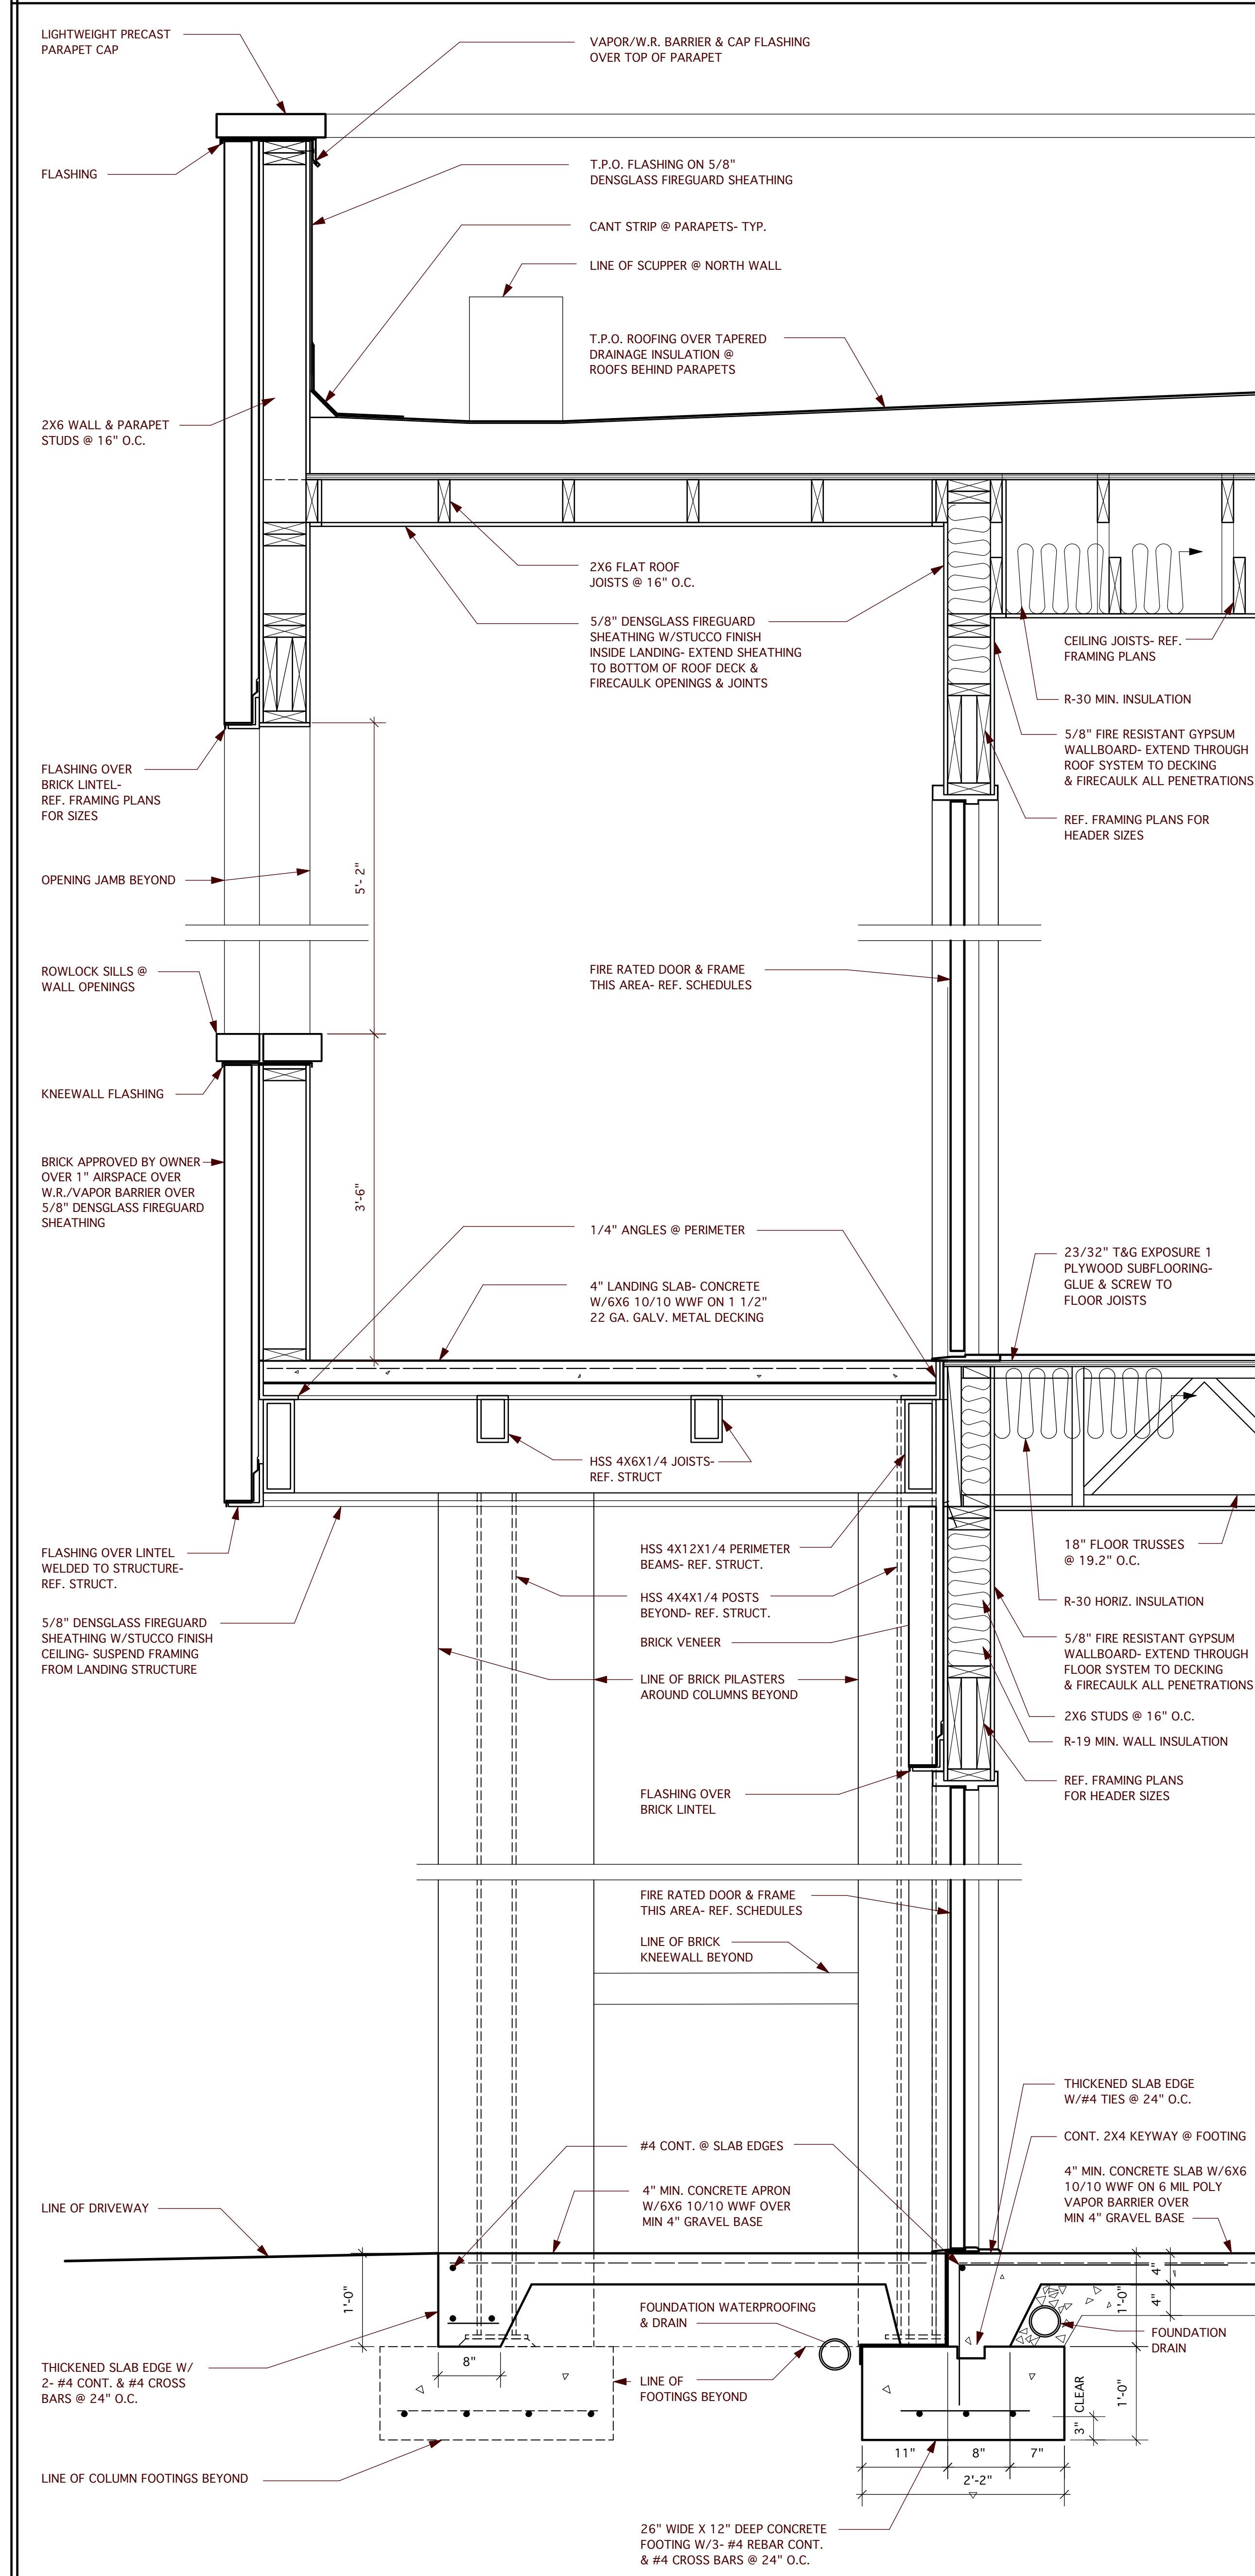 LIGHTWEIGHT PRECAST
PARAPET CAP
VAPOR/W.R. BARRIER & CAP FLASHING
OVER TOP OF PARAPET
FLASHING
T.P.O. FLASHING ON 5/8"
DENSGLASS FIREGUARD SHEATHING
CANT STRIP @ PARAPETS- TYP.
LINE OF SCUPPER @ NORTH WALL
T.P.O. ROOFING OVER TAPERED
DRAINAGE INSULATION @
ROOFS BEHIND PARAPETS
2X6 WALL & PARAPET
STUDS @ 16" O.C.
2X6 FLAT ROOF
JOISTS @ 16" O.C.
5/8" DENSGLASS FIREGUARD
SHEATHING W/STUCCO FINISH
INSIDE LANDING- EXTEND SHEATHING
TO BOTTOM OF ROOF DECK &
FIRECAULK OPENINGS & JOINTS
CEILING JOISTS- REF.
FRAMING PLANS
R-30 MIN. INSULATION
5/8" FIRE RESISTANT GYPSUM
WALLBOARD- EXTEND THROUGH
ROOF SYSTEM TO DECKING
& FIRECAULK ALL PENETRATIONS
REF. FRAMING PLANS FOR
HEADER SIZES
FLASHING OVER
BRICK LINTEL-
REF. FRAMING PLANS
FOR SIZES
OPENING JAMB BEYOND
5'- 2"
ROWLOCK SILLS @
WALL OPENINGS
FIRE RATED DOOR & FRAME
THIS AREA- REF. SCHEDULES
KNEEWALL FLASHING
BRICK APPROVED BY OWNER
OVER 1" AIRSPACE OVER
W.R./VAPOR BARRIER OVER
5/8" DENSGLASS FIREGUARD
SHEATHING
3'-6"
1/4" ANGLES @ PERIMETER
4" LANDING SLAB- CONCRETE
W/6X6 10/10 WWF ON 1 1/2"
22 GA. GALV. METAL DECKING
23/32" T&G EXPOSURE 1
PLYWOOD SUBFLOORING-
GLUE & SCREW TO
FLOOR JOISTS
HSS 4X6X1/4 JOISTS-
REF. STRUCT
FLASHING OVER LINTEL
WELDED TO STRUCTURE-
REF. STRUCT.
HSS 4X12X1/4 PERIMETER
BEAMS- REF. STRUCT.
HSS 4X4X1/4 POSTS
BEYOND- REF. STRUCT.
BRICK VENEER
LINE OF BRICK PILASTERS
AROUND COLUMNS BEYOND
5/8" DENSGLASS FIREGUARD
SHEATHING W/STUCCO FINISH
CEILING- SUSPEND FRAMING
FROM LANDING STRUCTURE
18" FLOOR TRUSSES
@ 19.2" O.C.
R-30 HORIZ. INSULATION
5/8" FIRE RESISTANT GYPSUM
WALLBOARD- EXTEND THROUGH
FLOOR SYSTEM TO DECKING
& FIRECAULK ALL PENETRATIONS
2X6 STUDS @ 16" O.C.
R-19 MIN. WALL INSULATION
REF. FRAMING PLANS
FOR HEADER SIZES
FLASHING OVER
BRICK LINTEL
FIRE RATED DOOR & FRAME
THIS AREA- REF. SCHEDULES
LINE OF BRICK
KNEEWALL BEYOND
THICKENED SLAB EDGE
W/#4 TIES @ 24" O.C.
CONT. 2X4 KEYWAY @ FOOTING
4" MIN. CONCRETE SLAB W/6X6
10/10 WWF ON 6 MIL POLY
VAPOR BARRIER OVER
MIN 4" GRAVEL BASE
#4 CONT. @ SLAB EDGES
4" MIN. CONCRETE APRON
W/6X6 10/10 WWF OVER
MIN 4" GRAVEL BASE
LINE OF DRIVEWAY
1'-0"
8"
FOUNDATION WATERPROOFING
& DRAIN
1'-0"
4"
4"
FOUNDATION
DRAIN
THICKENED SLAB EDGE W/
2- #4 CONT. & #4 CROSS
BARS @ 24" O.C.
LINE OF
FOOTINGS BEYOND
3" CLEAR
1'-0"
11"
8"
7"
2'-2"
LINE OF COLUMN FOOTINGS BEYOND
26" WIDE X 12" DEEP CONCRETE
FOOTING W/3- #4 REBAR CONT.
& #4 CROSS BARS @ 24" O.C.